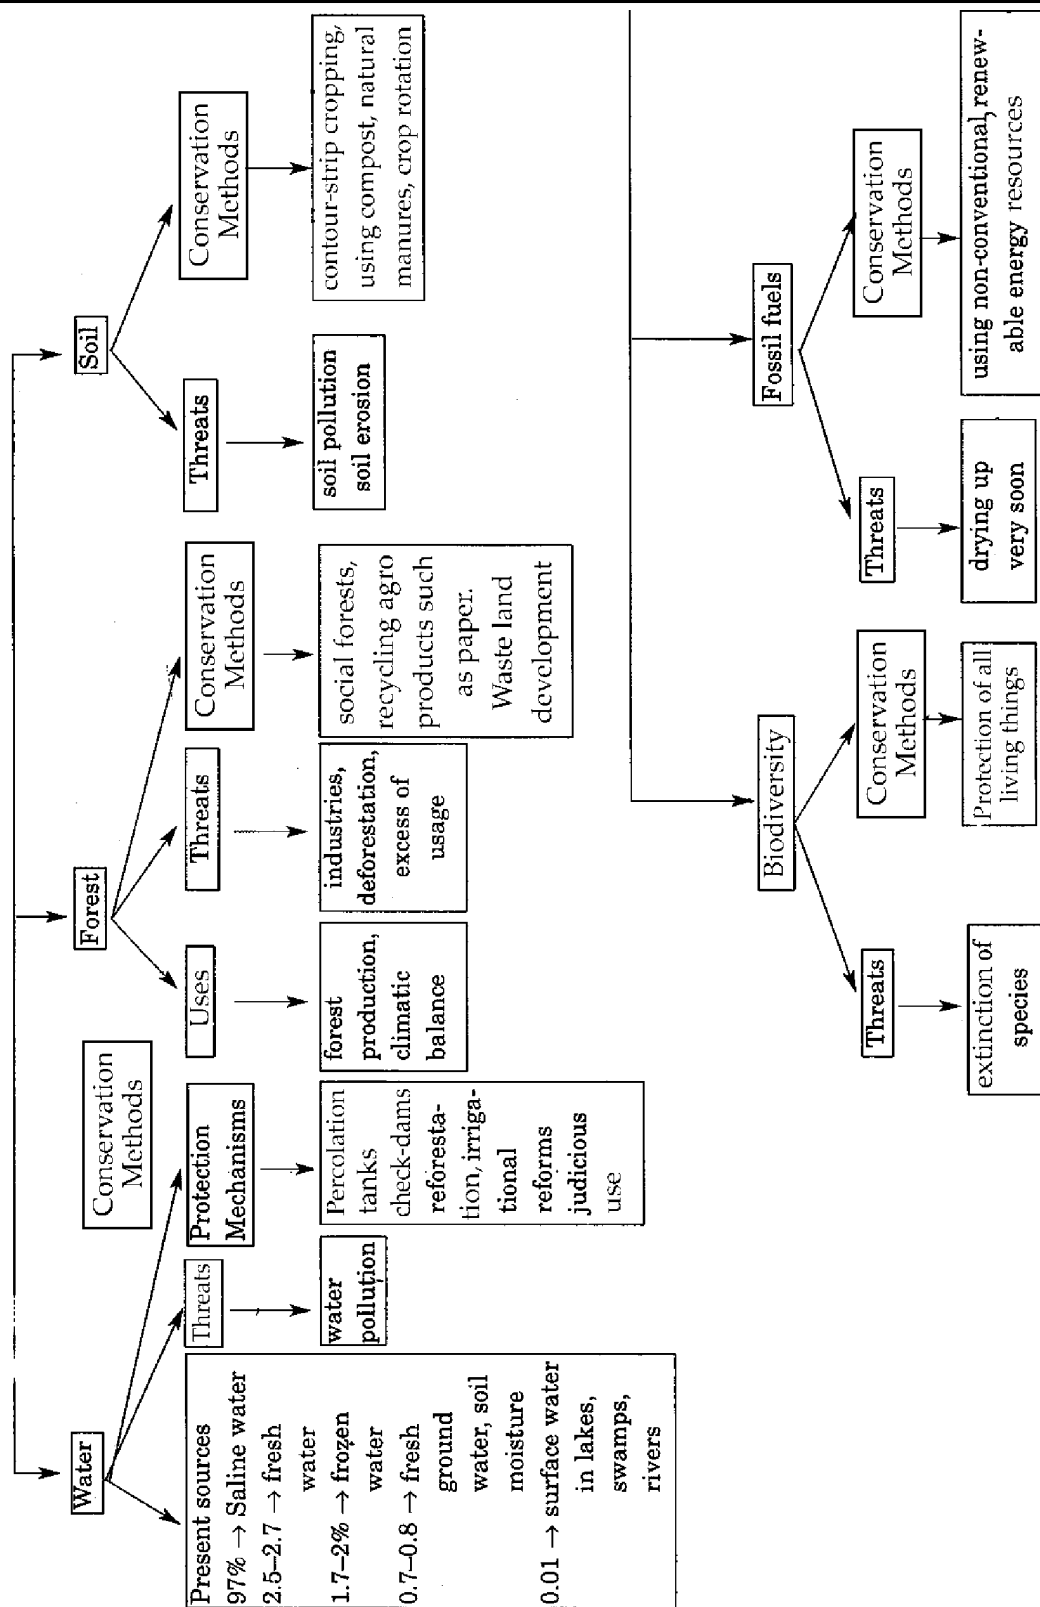 Water
Present sources
97% → Saline water
2.5–2.7 → fresh
water
1.7–2% → frozen
water
0.7–0.8 → fresh
ground
water, soil
moisture
0.01 → surface water
in lakes,
swamps,
rivers
Threats
water
pollution
Protection
Mechanisms
Percolation
tanks
check-dams
reforesta-
tion, irriga-
tional
reforms
judicious
use
Conservation
Methods
Forest
Uses
forest
production,
climatic
balance
Threats
industries,
deforestation,
excess of
usage
Conservation
Methods
social forests,
recycling agro
products such
as paper.
Waste land
development
Soil
Threats
soil pollution
soil erosion
Conservation
Methods
contour-strip cropping,
using compost, natural
manures, crop rotation
Biodiversity
Threats
extinction of
species
Conservation
Methods
Protection of all
living things
Fossil fuels
Threats
drying up
very soon
Conservation
Methods
using non-conventional, renew-
able energy resources